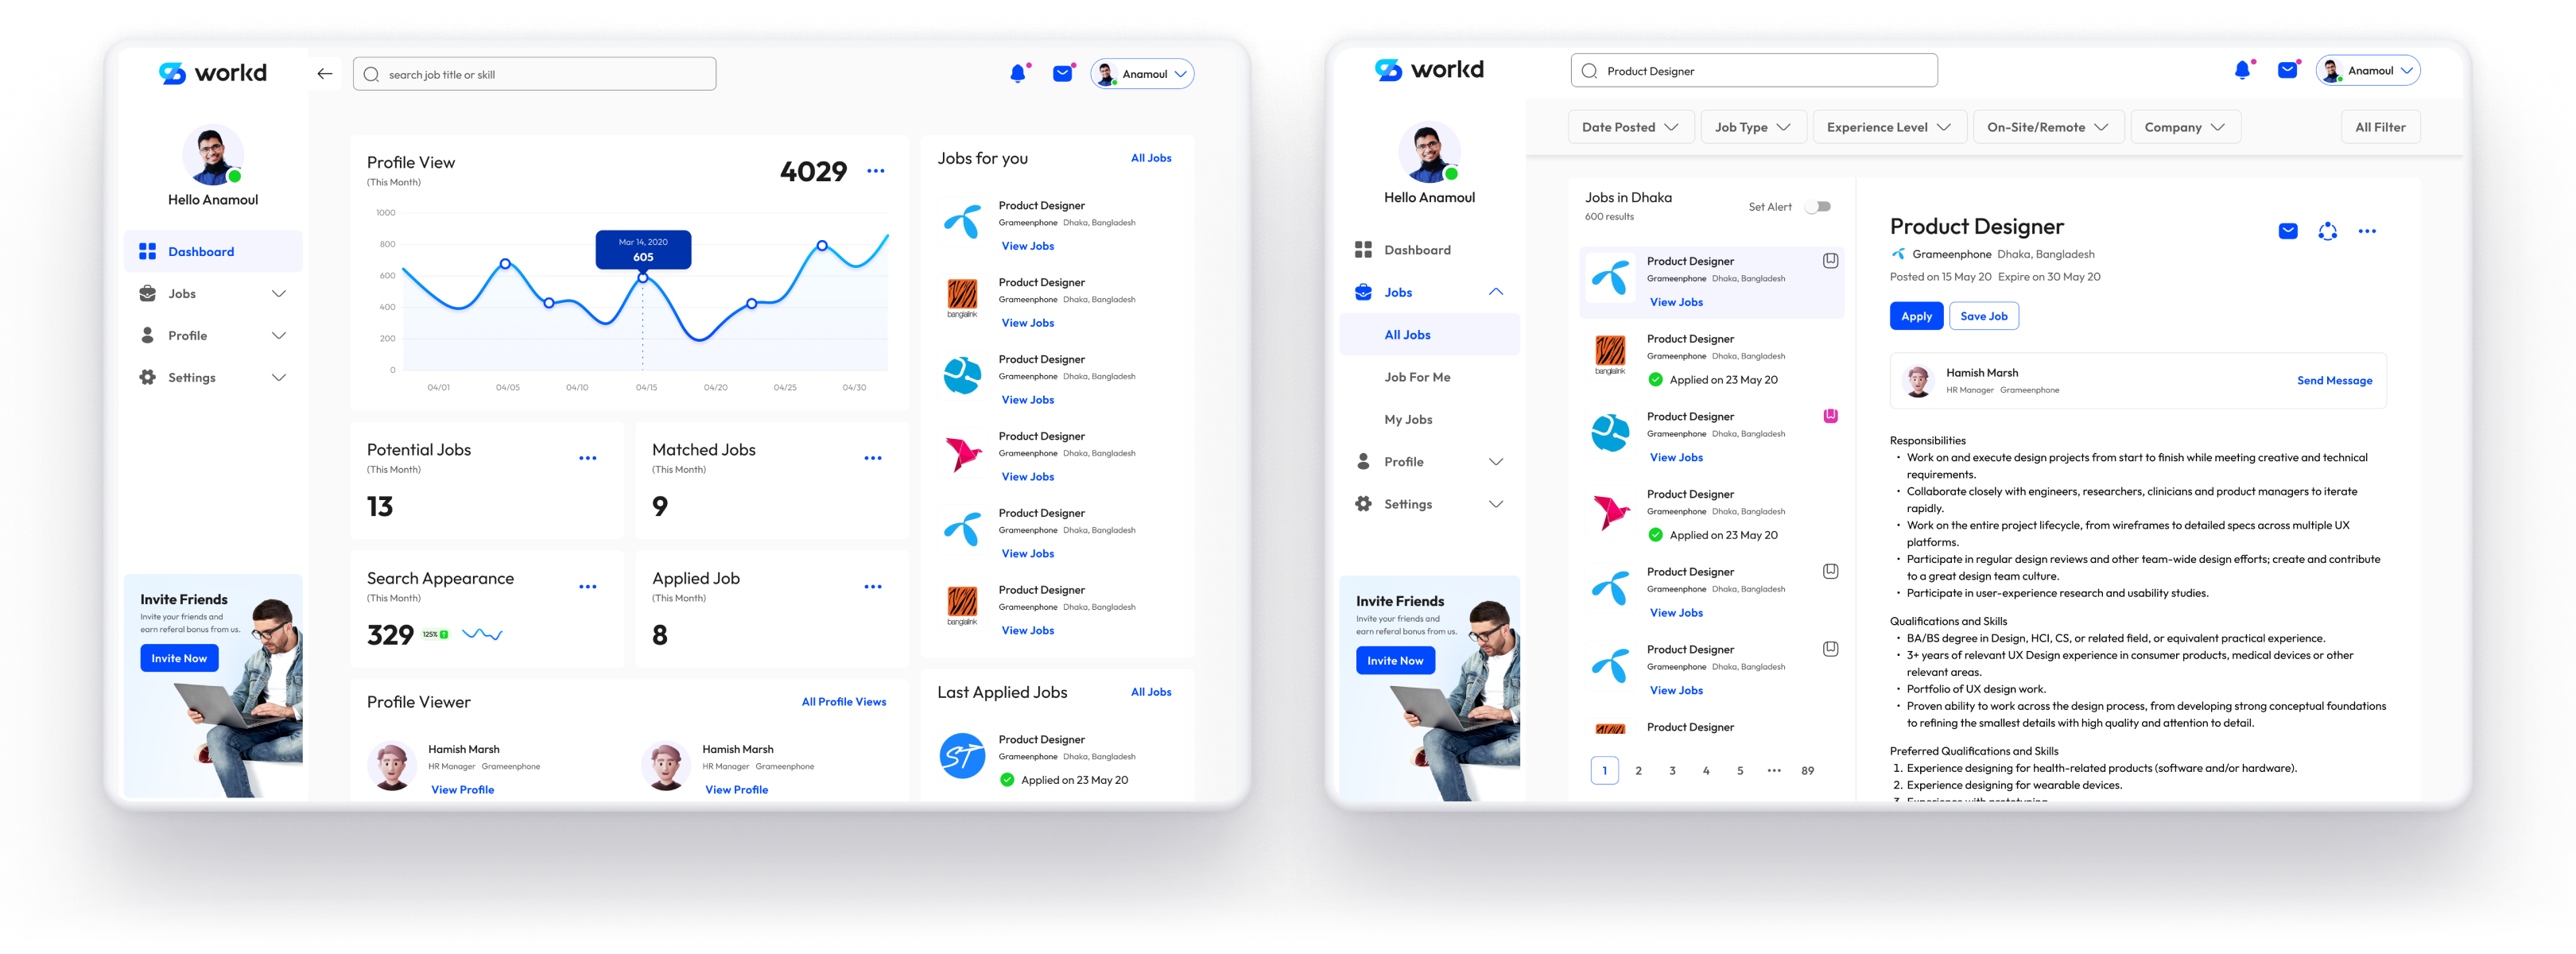 workd
search job title or skill
Anamoul
Hello Anamoul
Dashboard
Jobs
Profile
Settings
Invite Friends
Invite your friends and
earn referal bonus from us.
Invite Now
Profile View
(This Month)
4029
1000
800
600
400
200
0
Mar 14, 2020
605
04/01
04/05
04/10
04/15
04/20
04/25
04/30
Potential Jobs
(This Month)
13
Matched Jobs
(This Month)
9
Search Appearance
(This Month)
329
125%
Applied Job
(This Month)
8
Profile Viewer
All Profile Views
Hamish Marsh
HR Manager Grameenphone
View Profile
Hamish Marsh
HR Manager Grameenphone
View Profile
Jobs for you
All Jobs
Product Designer
Grameenphone Dhaka, Bangladesh
View Jobs
banglalink
Product Designer
Grameenphone Dhaka, Bangladesh
View Jobs
Product Designer
Grameenphone Dhaka, Bangladesh
View Jobs
Product Designer
Grameenphone Dhaka, Bangladesh
View Jobs
Product Designer
Grameenphone Dhaka, Bangladesh
View Jobs
banglalink
Product Designer
Grameenphone Dhaka, Bangladesh
View Jobs
Last Applied Jobs
All Jobs
ST
Product Designer
Grameenphone Dhaka, Bangladesh
Applied on 23 May 20
workd
Product Designer
Anamoul
Hello Anamoul
Dashboard
Jobs
All Jobs
Job For Me
My Jobs
Profile
Settings
Invite Friends
Invite your friends and
earn referal bonus from us.
Invite Now
Date Posted
Job Type
Experience Level
On-Site/Remote
Company
All Filter
Jobs in Dhaka
600 results
Set Alert
Product Designer
Grameenphone Dhaka, Bangladesh
View Jobs
banglalink
Product Designer
Grameenphone Dhaka, Bangladesh
Applied on 23 May 20
Product Designer
Grameenphone Dhaka, Bangladesh
View Jobs
Product Designer
Grameenphone Dhaka, Bangladesh
Applied on 23 May 20
Product Designer
Grameenphone Dhaka, Bangladesh
View Jobs
Product Designer
Grameenphone Dhaka, Bangladesh
View Jobs
Product Designer
1 2 3 4 5 ••• 89
Product Designer
Grameenphone Dhaka, Bangladesh
Posted on 15 May 20 Expire on 30 May 20
Apply
Save Job
Hamish Marsh
HR Manager Grameenphone
Send Message
Responsibilities
• Work on and execute design projects from start to finish while meeting creative and technical
requirements.
• Collaborate closely with engineers, researchers, clinicians and product managers to iterate
rapidly.
• Work on the entire project lifecycle, from wireframes to detailed specs across multiple UX
platforms.
• Participate in regular design reviews and other team-wide design efforts; create and contribute
to a great design team culture.
• Participate in user-experience research and usability studies.
Qualifications and Skills
• BA/BS degree in Design, HCI, CS, or related field, or equivalent practical experience.
• 3+ years of relevant UX Design experience in consumer products, medical devices or other
relevant areas.
• Portfolio of UX design work.
• Proven ability to work across the design process, from developing strong conceptual foundations
to refining the smallest details with high quality and attention to detail.
Preferred Qualifications and Skills
1. Experience designing for health-related products (software and/or hardware).
2. Experience designing for wearable devices.
3. Experience with prototyping